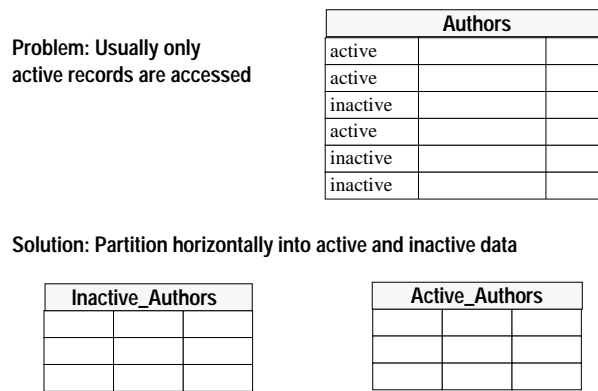 Problem: Usually only
active records are accessed
Authors
active
active
inactive
active
inactive
inactive
Solution: Partition horizontally into active and inactive data
Inactive_Authors
Active_Authors